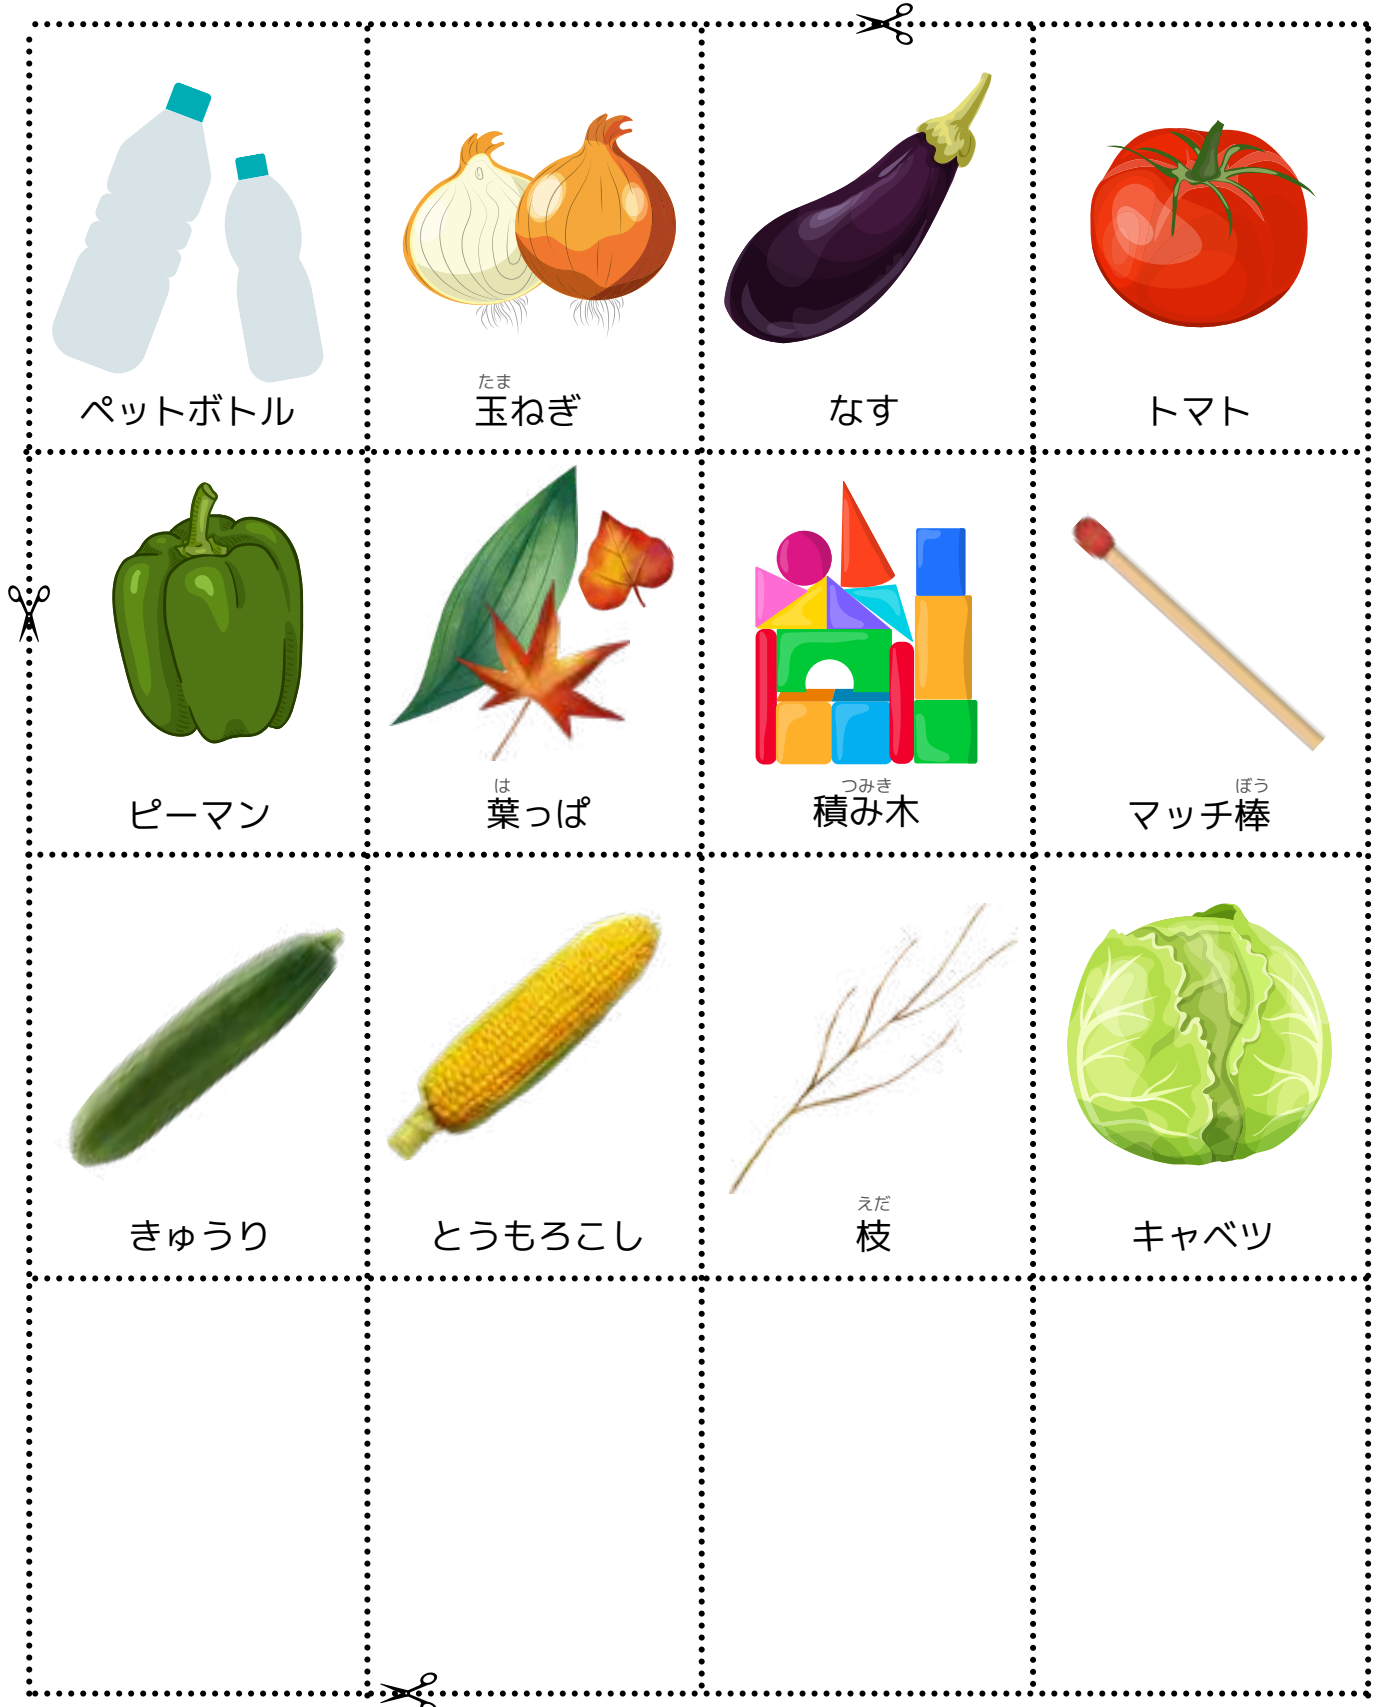 ペットボトル
たま
玉ねぎ
なす
トマト
ピーマン
は
葉っぱ
つみき
積み木
ぼう
マッチ棒
きゅうり
とうもろこし
えだ
枝
キャベツ